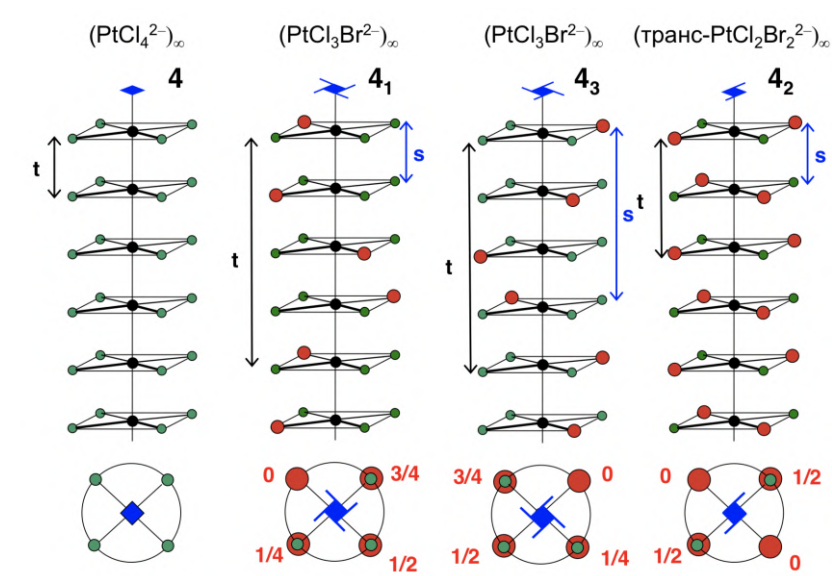 (PtCl₄²⁻)∞ (PtCl₃Br²⁻)∞ (PtCl₃Br²⁻)∞ (транс-PtCl₂Br₂²⁻)∞
4 4₁ 4₃ 4₂
t
s
t
s
t
s
t
0 3/4
1/4 1/2
3/4 0
1/2 1/4
0 1/2
1/2 0